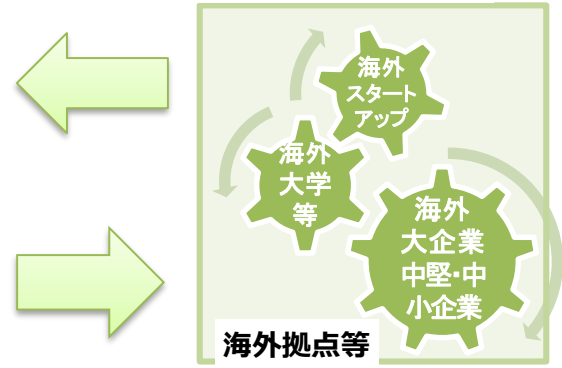 海外
スタート
アップ
海外
大学
等
海外
大企業
中堅・中
小企業
海外拠点等